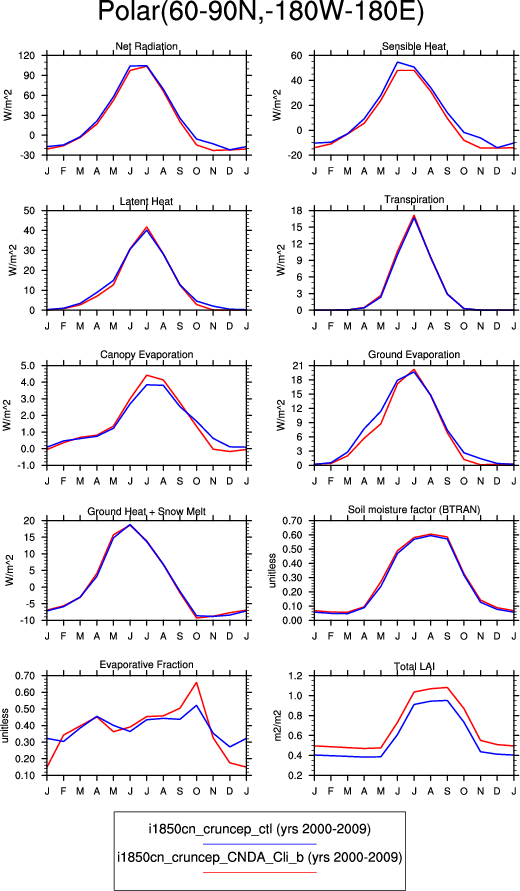 Polar(60-90N,-180W-180E)
Net Radiation
W/m^2
120
90
60
30
0
-30
J F M A M J J A S O N D J
Sensible Heat
W/m^2
60
40
20
0
-20
J F M A M J J A S O N D J
Latent Heat
W/m^2
50
40
30
20
10
0
J F M A M J J A S O N D J
Transpiration
W/m^2
18
15
12
9
6
3
0
J F M A M J J A S O N D J
Canopy Evaporation
W/m^2
5.0
4.0
3.0
2.0
1.0
0.0
-1.0
J F M A M J J A S O N D J
Ground Evaporation
W/m^2
21
18
15
12
9
6
3
0
J F M A M J J A S O N D J
Ground Heat + Snow Melt
W/m^2
20
15
10
5
0
-5
-10
J F M A M J J A S O N D J
Soil moisture factor (BTRAN)
unitless
0.70
0.60
0.50
0.40
0.30
0.20
0.10
0.00
J F M A M J J A S O N D J
Evaporative Fraction
unitless
0.70
0.60
0.50
0.40
0.30
0.20
0.10
J F M A M J J A S O N D J
Total LAI
m2/m2
1.2
1.0
0.8
0.6
0.4
0.2
J F M A M J J A S O N D J
i1850cn_cruncep_ctl (yrs 2000-2009)
i1850cn_cruncep_CNDA_Cli_b (yrs 2000-2009)